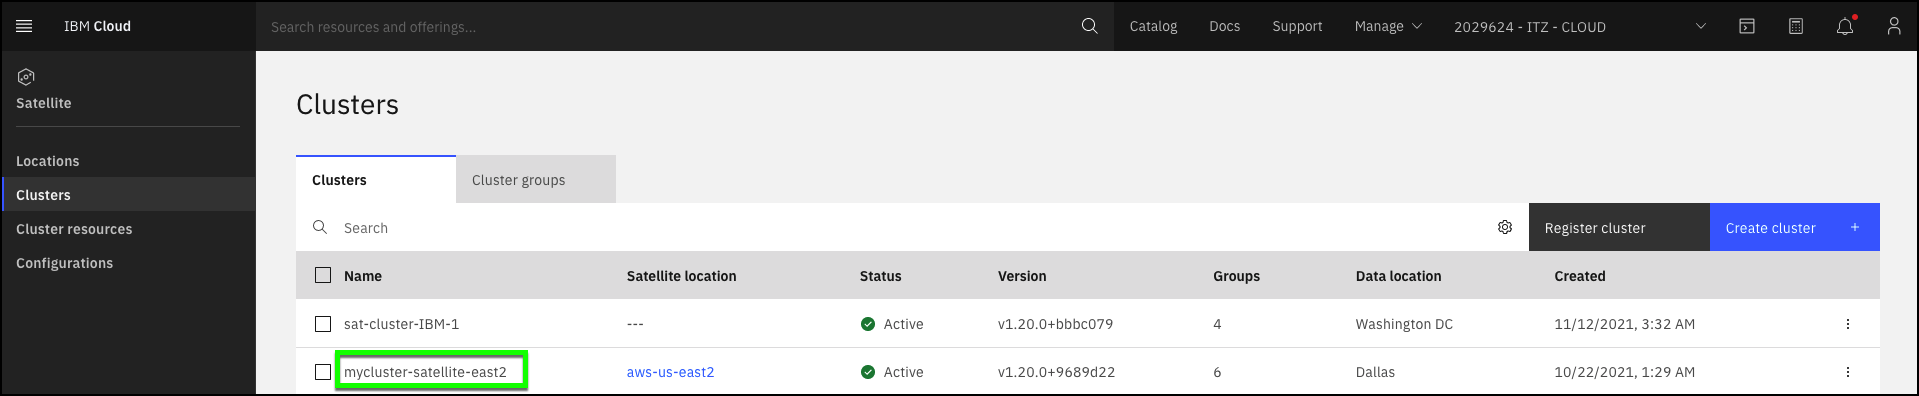 IBM Cloud
Search resources and offerings...
Catalog
Docs
Support
Manage
2029624 - ITZ - CLOUD
Satellite
Locations
Clusters
Cluster resources
Configurations
Clusters
Clusters
Cluster groups
Search
Register cluster
Create cluster +
Name Satellite location Status Version Groups Data location Created
sat-cluster-IBM-1 --- Active v1.20.0+bbbc079 4 Washington DC 11/12/2021, 3:32 AM
mycluster-satellite-east2 aws-us-east2 Active v1.20.0+9689d22 6 Dallas 10/22/2021, 1:29 AM